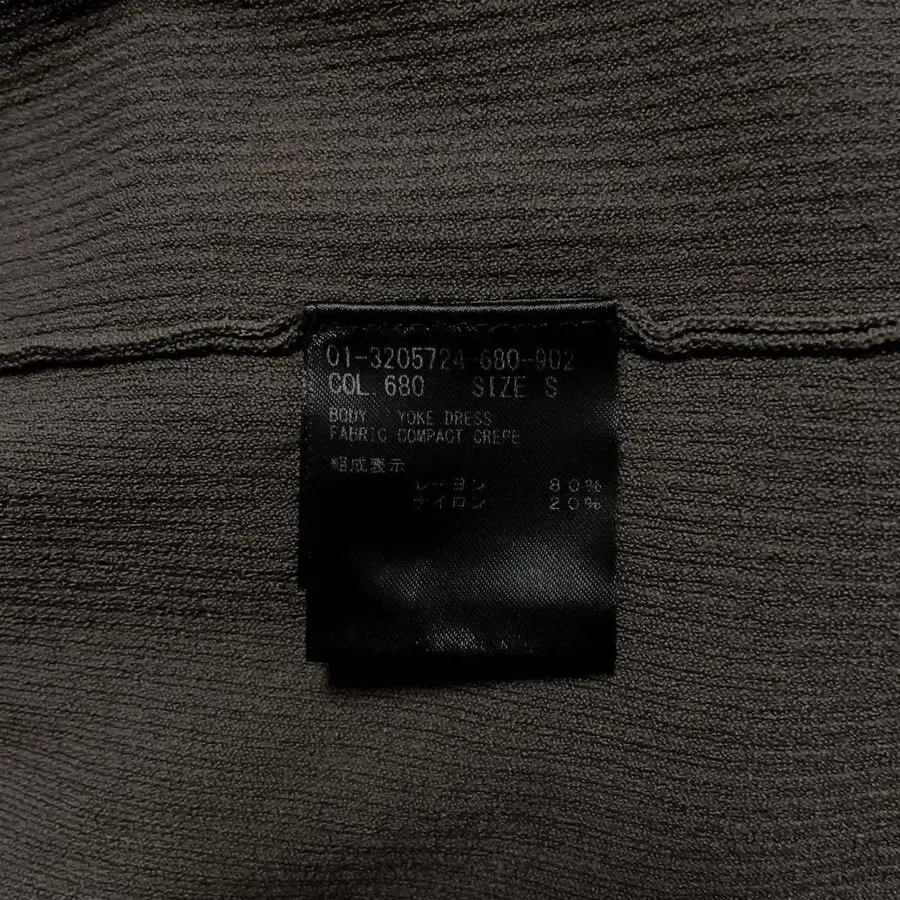 01-3205724-680-902
COL 680 SIZE S
BODY YOKE DRESS
FABRIC COMPACT CREPE
組成表示
レーヨン 80%
ナイロン 20%